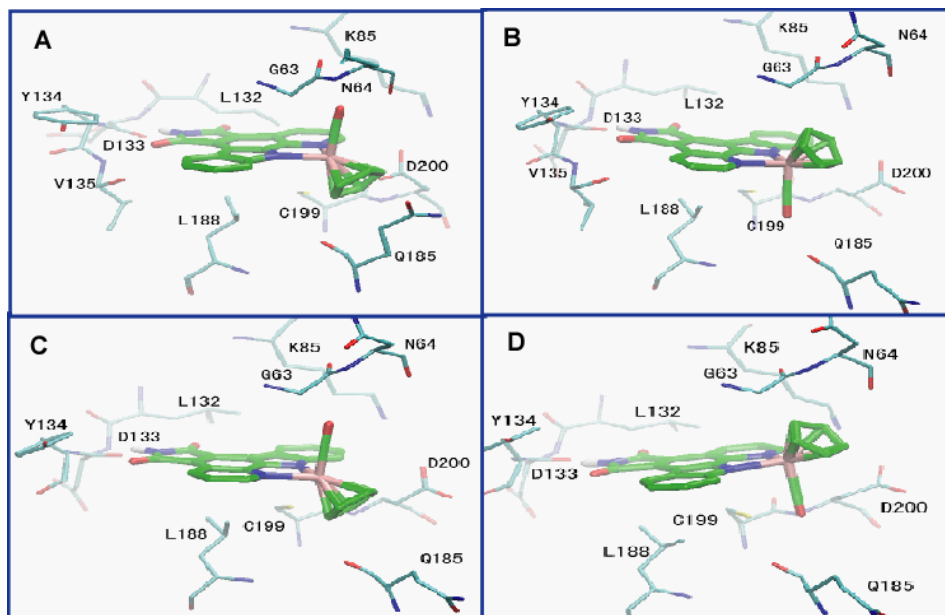 A
K85
G63
N64
Y134
L132
D133
V135
D200
L188
C199
Q185
B
K85
N64
G63
Y134
L132
D133
V135
D200
L188
C199
Q185
C
K85
N64
G63
L132
Y134
D133
D200
C199
L188
Q185
D
K85
N64
G63
Y134
L132
D133
C199
D200
L188
Q185